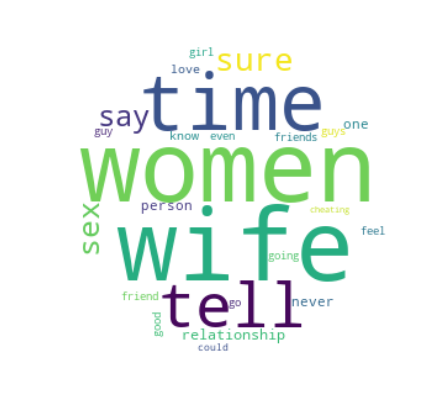 girl
sure
love
time
say
one
guy
know even friends guys
women
person
cheating
sex
wife
feel
going
tell
friend
go
never
good
relationship
could